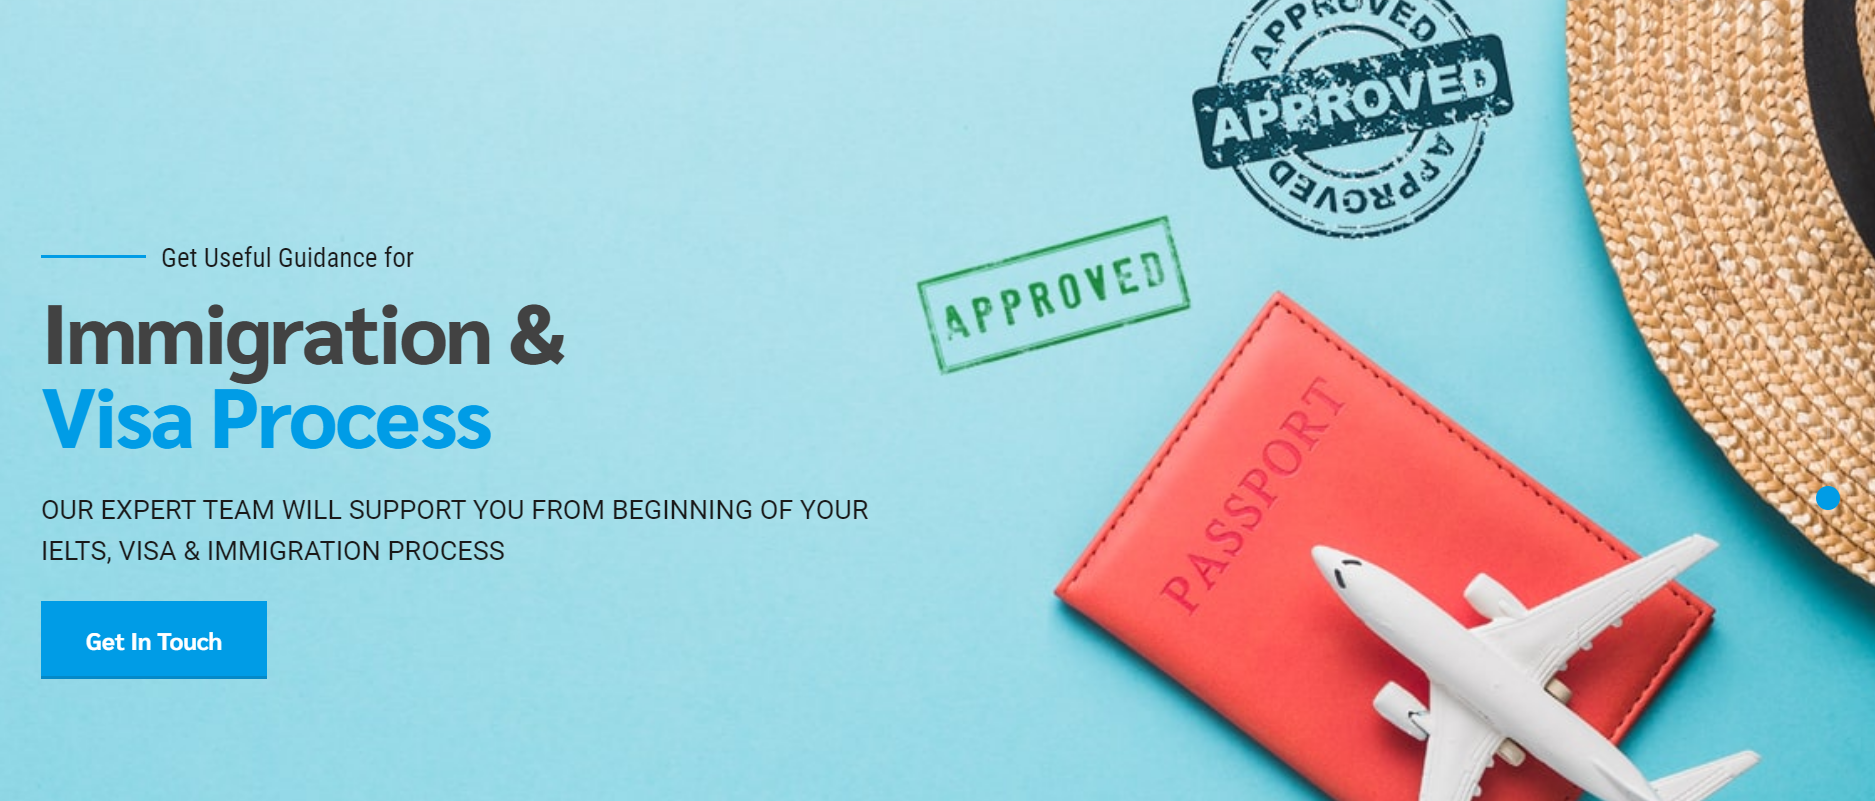 APPROVED
APPROVED
APPROVED
APPROVED
Get Useful Guidance for
Immigration &
Visa Process
PASSPORT
OUR EXPERT TEAM WILL SUPPORT YOU FROM BEGINNING OF YOUR
IELTS, VISA & IMMIGRATION PROCESS
Get In Touch